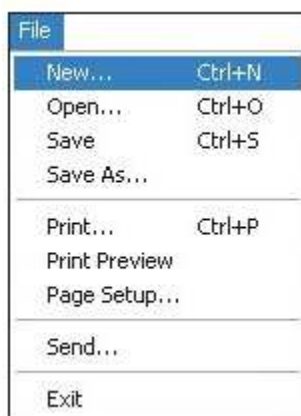 File
New... Ctrl+N
Open... Ctrl+O
Save Ctrl+S
Save As...
Print... Ctrl+P
Print Preview
Page Setup...
Send...
Exit